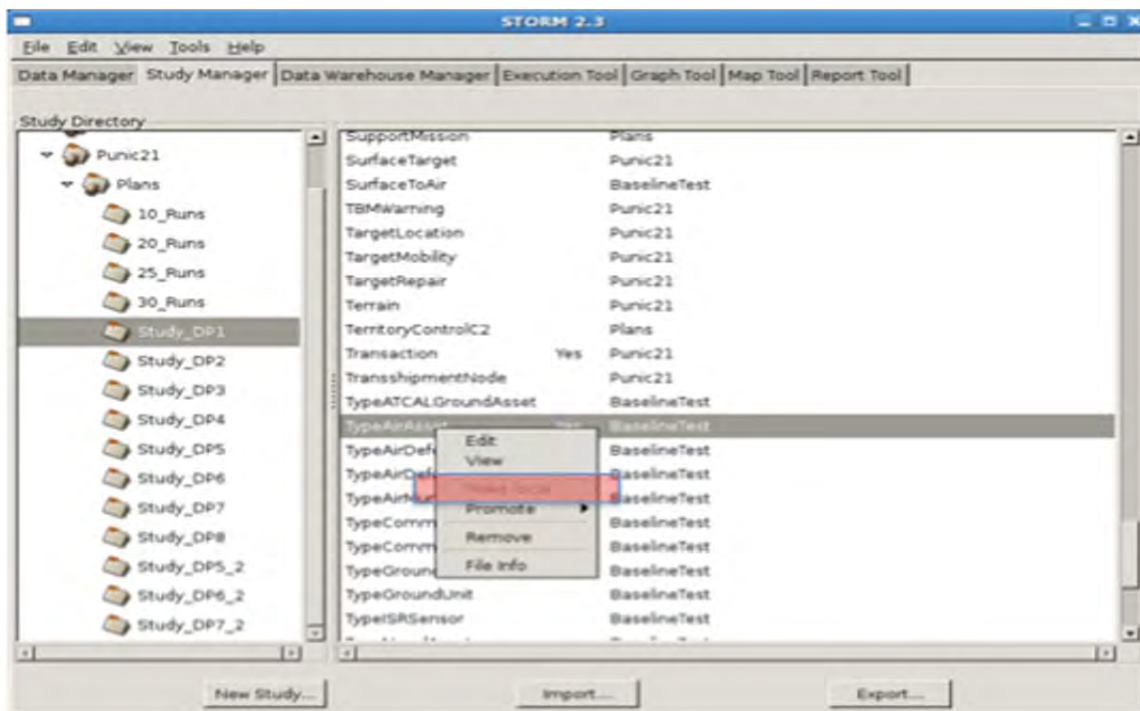 STORM 2.3
File Edit View Tools Help
Data Manager Study Manager Data Warehouse Manager Execution Tool Graph Tool Map Tool Report Tool
Study Directory
Punic21
Plans
10_Runs
20_Runs
25_Runs
30_Runs
Study_DP1
Study_DP2
Study_DP3
Study_DP4
Study_DP5
Study_DP6
Study_DP7
Study_DP8
Study_DP5_2
Study_DP6_2
Study_DP7_2
SupportMission Plans
SurfaceTarget Punic21
SurfaceToAir BaselineTest
TBMWarning Punic21
TargetLocation Punic21
TargetMobility Punic21
TargetRepair Punic21
Terrain Punic21
TerritoryControlC2 Plans
Transaction Yes Punic21
TransshipmentNode Punic21
TypeATCALGroundAsset BaselineTest
TypeAirAsset Yes BaselineTest
TypeAirDef BaselineTest
TypeAirDef BaselineTest
TypeAirMun BaselineTest
TypeComm BaselineTest
TypeComm BaselineTest
TypeGroun BaselineTest
TypeGroundUnit BaselineTest
TypeISRSensor BaselineTest
Edit
View
Make local
Promote
Remove
File Info
New Study... Import... Export...